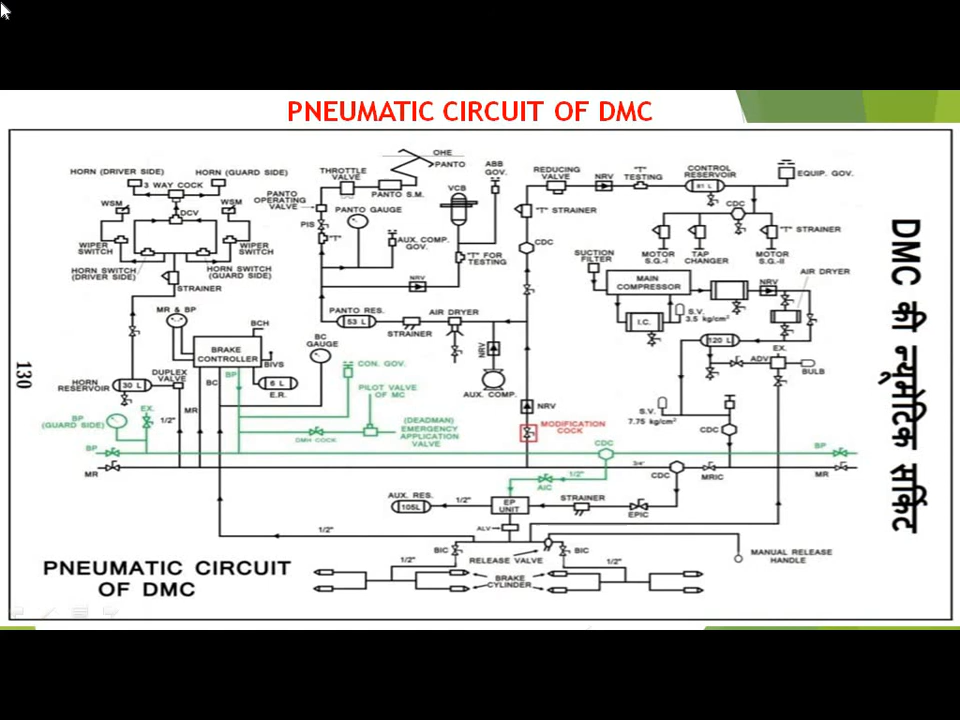 PNEUMATIC CIRCUIT OF DMC
HORN (DRIVER SIDE)
HORN (GUARD SIDE)
3 WAY COCK
WSM
WSM
DCV
WIPER
SWITCH
WIPER
SWITCH
HORN SWITCH
(DRIVER SIDE)
HORN SWITCH
(GUARD SIDE)
STRAINER
MR & BP
BCH
BRAKE
CONTROLLER
BIVS
BP
BC
6 L
E.R.
HORN
RESERVOIR
30 L
DUPLEX
VALVE
MR
1/2"
EX.
BP
(GUARD SIDE)
BP
MR
THROTTLE
VALVE
PANTO
OPERATING
VALVE
PIS
"T"
OHE
PANTO
PANTO S.M.
PANTO GAUGE
AUX. COMP.
GOV.
VCB
ABB
GOV.
"T" FOR
TESTING
NRV
PANTO RES.
53 L
STRAINER
AIR DRYER
NRV
AUX. COMP.
BC
GAUGE
CON. GOV.
PILOT VALVE
OF MC
(DEADMAN)
EMERGENCY
APPLICATION
VALVE
DMH COCK
REDUCING
VALVE
NRV
"T"
TESTING
CONTROL
RESERVOIR
81 L
EQUIP. GOV.
"T" STRAINER
CDC
CDC
"T" STRAINER
MOTOR
S.G.-I
TAP
CHANGER
MOTOR
S.G.-II
SUCTION
FILTER
MAIN
COMPRESSOR
NRV
AIR DRYER
I.C.
S.V.
3.5 kg/cm²
120 L
EX.
ADV
BULB
S.V.
7.75 kg/cm²
CDC
NRV
MODIFICATION
COCK
CDC
BP
3/4"
CDC
MRIC
MR
1/2"
AIC
AUX. RES.
105L
1/2"
EP
UNIT
STRAINER
EPIC
ALV
1/2"
BIC
RELEASE VALVE
BIC
MANUAL RELEASE
HANDLE
1/2"
1/2"
BRAKE
CYLINDER
PNEUMATIC CIRCUIT
OF DMC
130
DMC की न्यूमेटिक सर्किट